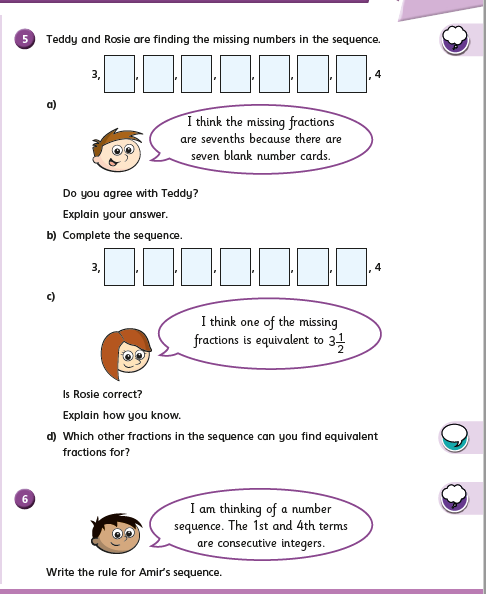 5 Teddy and Rosie are finding the missing numbers in the sequence.
3, , , , , , , , 4
a)
I think the missing fractions
are sevenths because there are
seven blank number cards.
Do you agree with Teddy?
Explain your answer.
b) Complete the sequence.
3, , , , , , , , 4
c)
I think one of the missing
fractions is equivalent to 3 1/2
Is Rosie correct?
Explain how you know.
d) Which other fractions in the sequence can you find equivalent
fractions for?
6
I am thinking of a number
sequence. The 1st and 4th terms
are consecutive integers.
Write the rule for Amir's sequence.